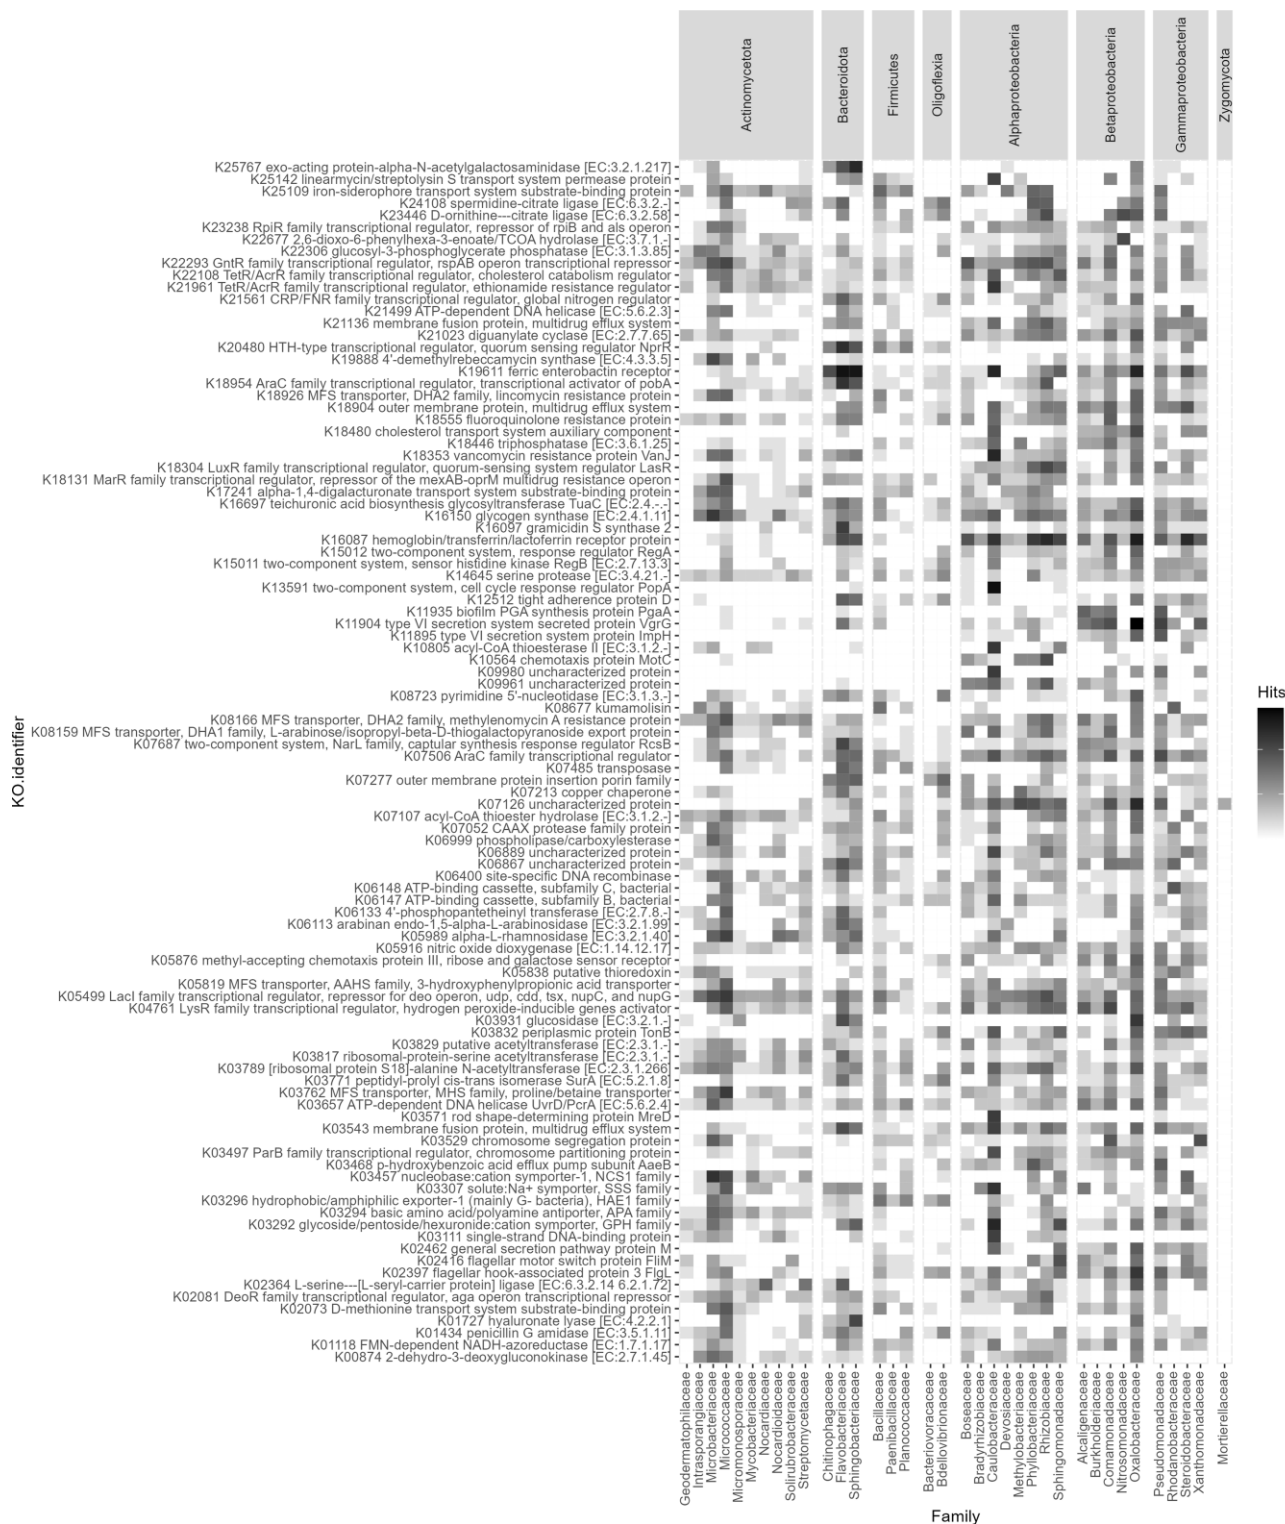 Actinomycetota
Bacteroidota
Firmicutes
Oligoflexia
Alphaproteobacteria
Betaproteobacteria
Gammaproteobacteria
Zygomycota
K25767 exo-acting protein-alpha-N-acetylgalactosaminidase [EC:3.2.1.217]
K25142 linearmycin/streptolysin S transport system permease protein
K25109 iron-siderophore transport system substrate-binding protein
K24108 spermidine-citrate ligase [EC:6.3.2.-]
K23446 D-ornithine---citrate ligase [EC:6.3.2.58]
K23238 RpiR family transcriptional regulator, repressor of rpiB and als operon
K22677 2,6-dioxo-6-phenylhexa-3-enoate/TCOA hydrolase [EC:3.7.1.-]
K22306 glucosyl-3-phosphoglycerate phosphatase [EC:3.1.3.85]
K22293 GntR family transcriptional regulator, rspAB operon transcriptional repressor
K22108 TetR/AcrR family transcriptional regulator, cholesterol catabolism regulator
K21961 TetR/AcrR family transcriptional regulator, ethionamide resistance regulator
K21561 CRP/FNR family transcriptional regulator, global nitrogen regulator
K21499 ATP-dependent DNA helicase [EC:5.6.2.3]
K21136 membrane fusion protein, multidrug efflux system
K21023 diguanylate cyclase [EC:2.7.7.65]
K20480 HTH-type transcriptional regulator, quorum sensing regulator NprR
K19888 4'-demethylrebeccamycin synthase [EC:4.3.3.5]
K19611 ferric enterobactin receptor
K18954 AraC family transcriptional regulator, transcriptional activator of pobA
K18926 MFS transporter, DHA2 family, lincomycin resistance protein
K18904 outer membrane protein, multidrug efflux system
K18555 fluoroquinolone resistance protein
K18480 cholesterol transport system auxiliary component
K18446 triphosphatase [EC:3.6.1.25]
K18353 vancomycin resistance protein VanJ
K18304 LuxR family transcriptional regulator, quorum-sensing system regulator LasR
K18131 MarR family transcriptional regulator, repressor of the mexAB-oprM multidrug resistance operon
K17241 alpha-1,4-digalacturonate transport system substrate-binding protein
K16697 teichuronic acid biosynthesis glycosyltransferase TuaC [EC:2.4.-.-]
K16150 glycogen synthase [EC:2.4.1.11]
K16097 gramicidin S synthase 2
K16087 hemoglobin/transferrin/lactoferrin receptor protein
K15012 two-component system, response regulator RegA
K15011 two-component system, sensor histidine kinase RegB [EC:2.7.13.3]
K14645 serine protease [EC:3.4.21.-]
K13591 two-component system, cell cycle response regulator PopA
K12512 tight adherence protein D
K11935 biofilm PGA synthesis protein PgaA
K11904 type VI secretion system secreted protein VgrG
K11895 type VI secretion system protein ImpH
K10805 acyl-CoA thioesterase II [EC:3.1.2.-]
K10564 chemotaxis protein MotC
K09980 uncharacterized protein
K09961 uncharacterized protein
K08723 pyrimidine 5'-nucleotidase [EC:3.1.3.-]
K08677 kumamolisin
K08166 MFS transporter, DHA2 family, methylenomycin A resistance protein
K08159 MFS transporter, DHA1 family, L-arabinose/isopropyl-beta-D-thiogalactopyranoside export protein
K07687 two-component system, NarL family, captular synthesis response regulator RcsB
K07506 AraC family transcriptional regulator
K07485 transposase
K07277 outer membrane protein insertion porin family
K07213 copper chaperone
K07126 uncharacterized protein
K07107 acyl-CoA thioester hydrolase [EC:3.1.2.-]
K07052 CAAX protease family protein
K06999 phospholipase/carboxylesterase
K06889 uncharacterized protein
K06867 uncharacterized protein
K06400 site-specific DNA recombinase
K06148 ATP-binding cassette, subfamily C, bacterial
K06147 ATP-binding cassette, subfamily B, bacterial
K06133 4'-phosphopantetheinyl transferase [EC:2.7.8.-]
K06113 arabinan endo-1,5-alpha-L-arabinosidase [EC:3.2.1.99]
K05989 alpha-L-rhamnosidase [EC:3.2.1.40]
K05916 nitric oxide dioxygenase [EC:1.14.12.17]
K05876 methyl-accepting chemotaxis protein III, ribose and galactose sensor receptor
K05838 putative thioredoxin
K05819 MFS transporter, AAHS family, 3-hydroxyphenylpropionic acid transporter
K05499 LacI family transcriptional regulator, repressor for deo operon, udp, cdd, tsx, nupC, and nupG
K04761 LysR family transcriptional regulator, hydrogen peroxide-inducible genes activator
K03931 glucosidase [EC:3.2.1.-]
K03832 periplasmic protein TonB
K03829 putative acetyltransferase [EC:2.3.1.-]
K03817 ribosomal-protein-serine acetyltransferase [EC:2.3.1.-]
K03789 [ribosomal protein S18]-alanine N-acetyltransferase [EC:2.3.1.266]
K03771 peptidyl-prolyl cis-trans isomerase SurA [EC:5.2.1.8]
K03762 MFS transporter, MHS family, proline/betaine transporter
K03657 ATP-dependent DNA helicase UvrD/PcrA [EC:5.6.2.4]
K03571 rod shape-determining protein MreD
K03543 membrane fusion protein, multidrug efflux system
K03529 chromosome segregation protein
K03497 ParB family transcriptional regulator, chromosome partitioning protein
K03468 p-hydroxybenzoic acid efflux pump subunit AaeB
K03457 nucleobase:cation symporter-1, NCS1 family
K03307 solute:Na+ symporter, SSS family
K03296 hydrophobic/amphiphilic exporter-1 (mainly G- bacteria), HAE1 family
K03294 basic amino acid/polyamine antiporter, APA family
K03292 glycoside/pentoside/hexuronide:cation symporter, GPH family
K03111 single-strand DNA-binding protein
K02462 general secretion pathway protein M
K02416 flagellar motor switch protein FliM
K02397 flagellar hook-associated protein 3 FlgL
K02364 L-serine---[L-seryl-carrier protein] ligase [EC:6.3.2.14 6.2.1.72]
K02081 DeoR family transcriptional regulator, aga operon transcriptional repressor
K02073 D-methionine transport system substrate-binding protein
K01727 hyaluronate lyase [EC:4.2.2.1]
K01434 penicillin G amidase [EC:3.5.1.11]
K01118 FMN-dependent NADH-azoreductase [EC:1.7.1.17]
K00874 2-dehydro-3-deoxygluconokinase [EC:2.7.1.45]
KO.identifier
Hits
Geodermatophilaceae
Intrasporangiaceae
Microbacteriaceae
Micrococcaceae
Micromonosporaceae
Mycobacteriaceae
Nocardiaceae
Nocardioidaceae
Solirubrobacteraceae
Streptomycetaceae
Chitinophagaceae
Flavobacteriaceae
Sphingobacteriaceae
Bacillaceae
Paenibacillaceae
Planococcaceae
Bacteriovoracaceae
Bdellovibrionaceae
Boseaceae
Bradyrhizobiaceae
Caulobacteraceae
Devosiaceae
Methylobacteriaceae
Phyllobacteriaceae
Rhizobiaceae
Sphingomonadaceae
Alcaligenaceae
Burkholderiaceae
Comamonadaceae
Nitrosomonadaceae
Oxalobacteraceae
Pseudomonadaceae
Rhodanobacteraceae
Steroidobacteraceae
Xanthomonadaceae
Mortierellaceae
Family